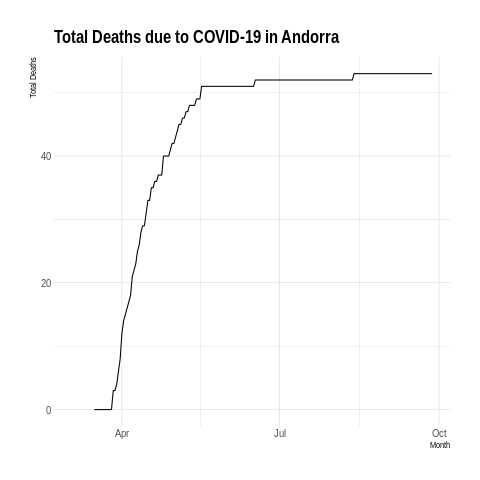 Total Deaths due to COVID-19 in Andorra
Total Deaths
40
20
0
Apr Jul Oct
Month